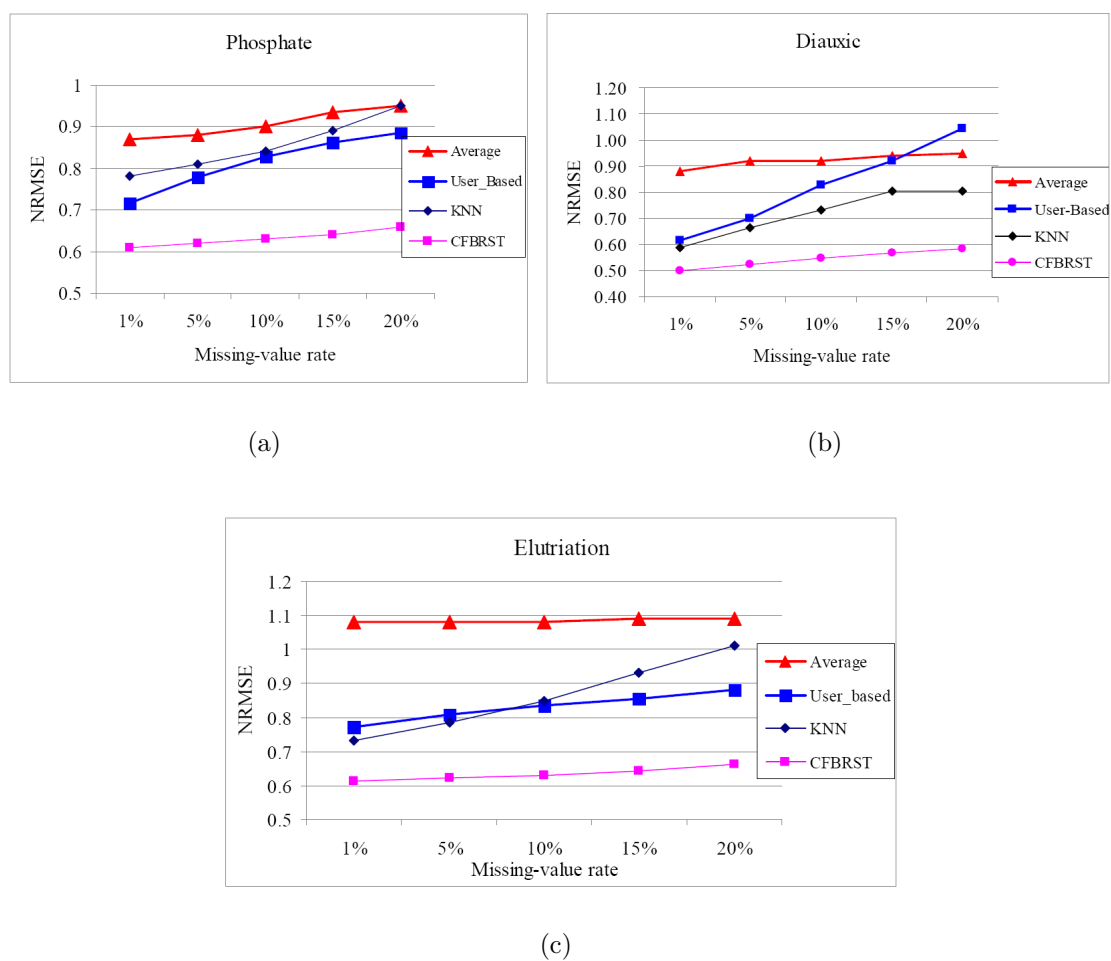 Phosphate
1
0.9
0.8
0.7
0.6
0.5
NRMSE
1%
5%
10%
15%
20%
Missing-value rate
Average
User_Based
KNN
CFBRST
(a)
Diauxic
1.20
1.00
0.90
0.80
0.70
0.60
0.50
0.40
NRMSE
1%
5%
10%
15%
20%
Missing-value rate
Average
User-Based
KNN
CFBRST
(b)
Elutriation
1.2
1.1
1
0.9
0.8
0.7
0.6
0.5
NRMSE
1%
5%
10%
15%
20%
Missing-value rate
Average
User_based
KNN
CFBRST
(c)